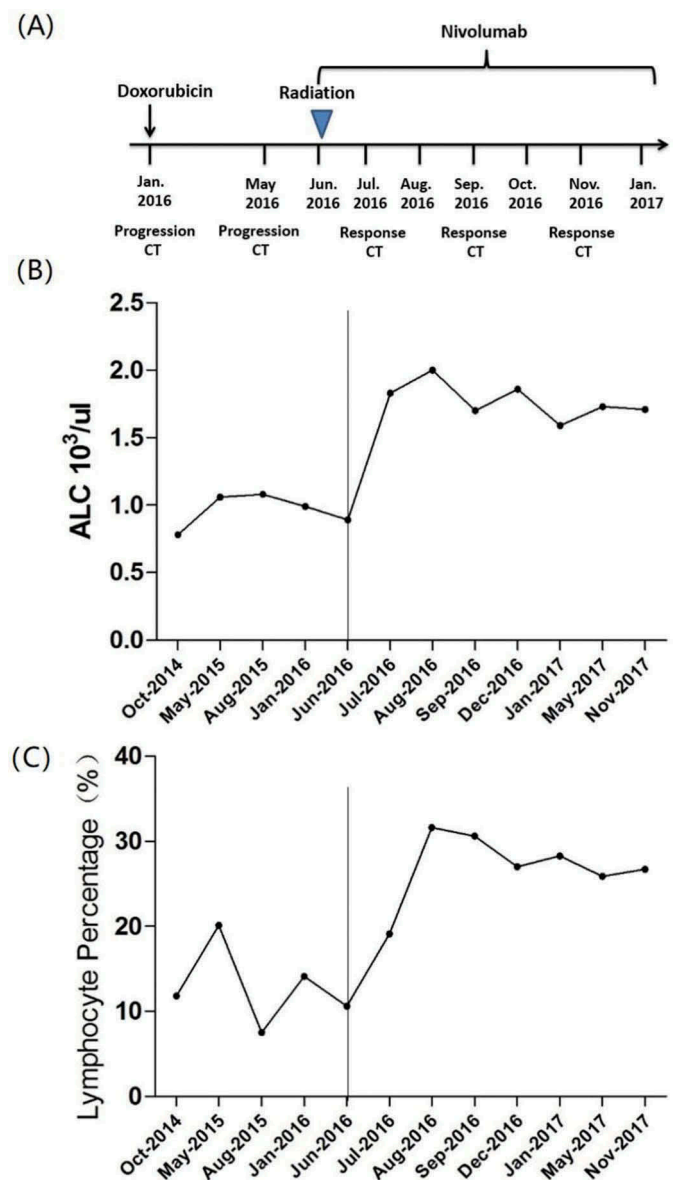 (A)
Nivolumab
Doxorubicin Radiation
Jan. May Jun. Jul. Aug. Sep. Oct. Nov. Jan.
2016 2016 2016 2016 2016 2016 2016 2016 2017
Progression Progression Response Response Response
CT CT CT CT CT
(B)
ALC 10³/ul
2.5
2.0
1.5
1.0
0.5
0.0
Oct-2014 May-2015 Aug-2015 Jan-2016 Jun-2016 Jul-2016 Aug-2016 Sep-2016 Dec-2016 Jan-2017 May-2017 Nov-2017
(C)
Lymphocyte Percentage（%）
40
30
20
10
0
Oct-2014 May-2015 Aug-2015 Jan-2016 Jun-2016 Jul-2016 Aug-2016 Sep-2016 Dec-2016 Jan-2017 May-2017 Nov-2017